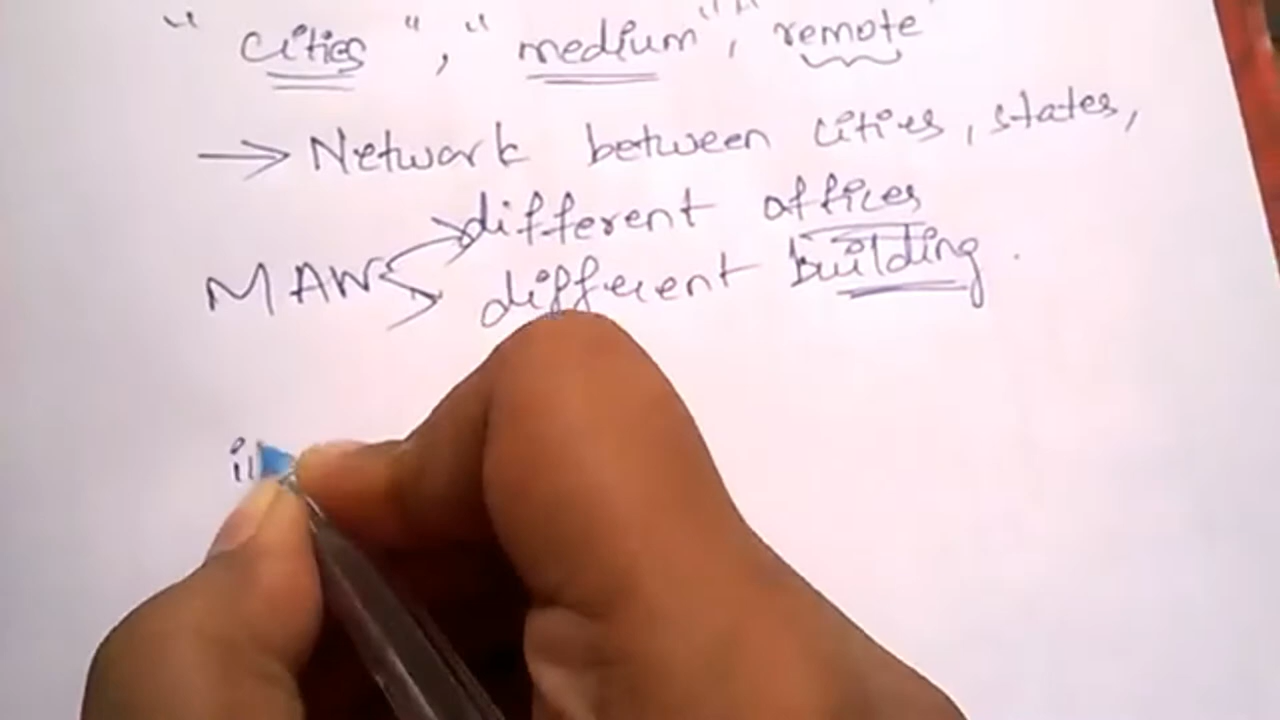 " cities ", " medium", remote
→ Network between cities, states,
different offices
MAN
different building.